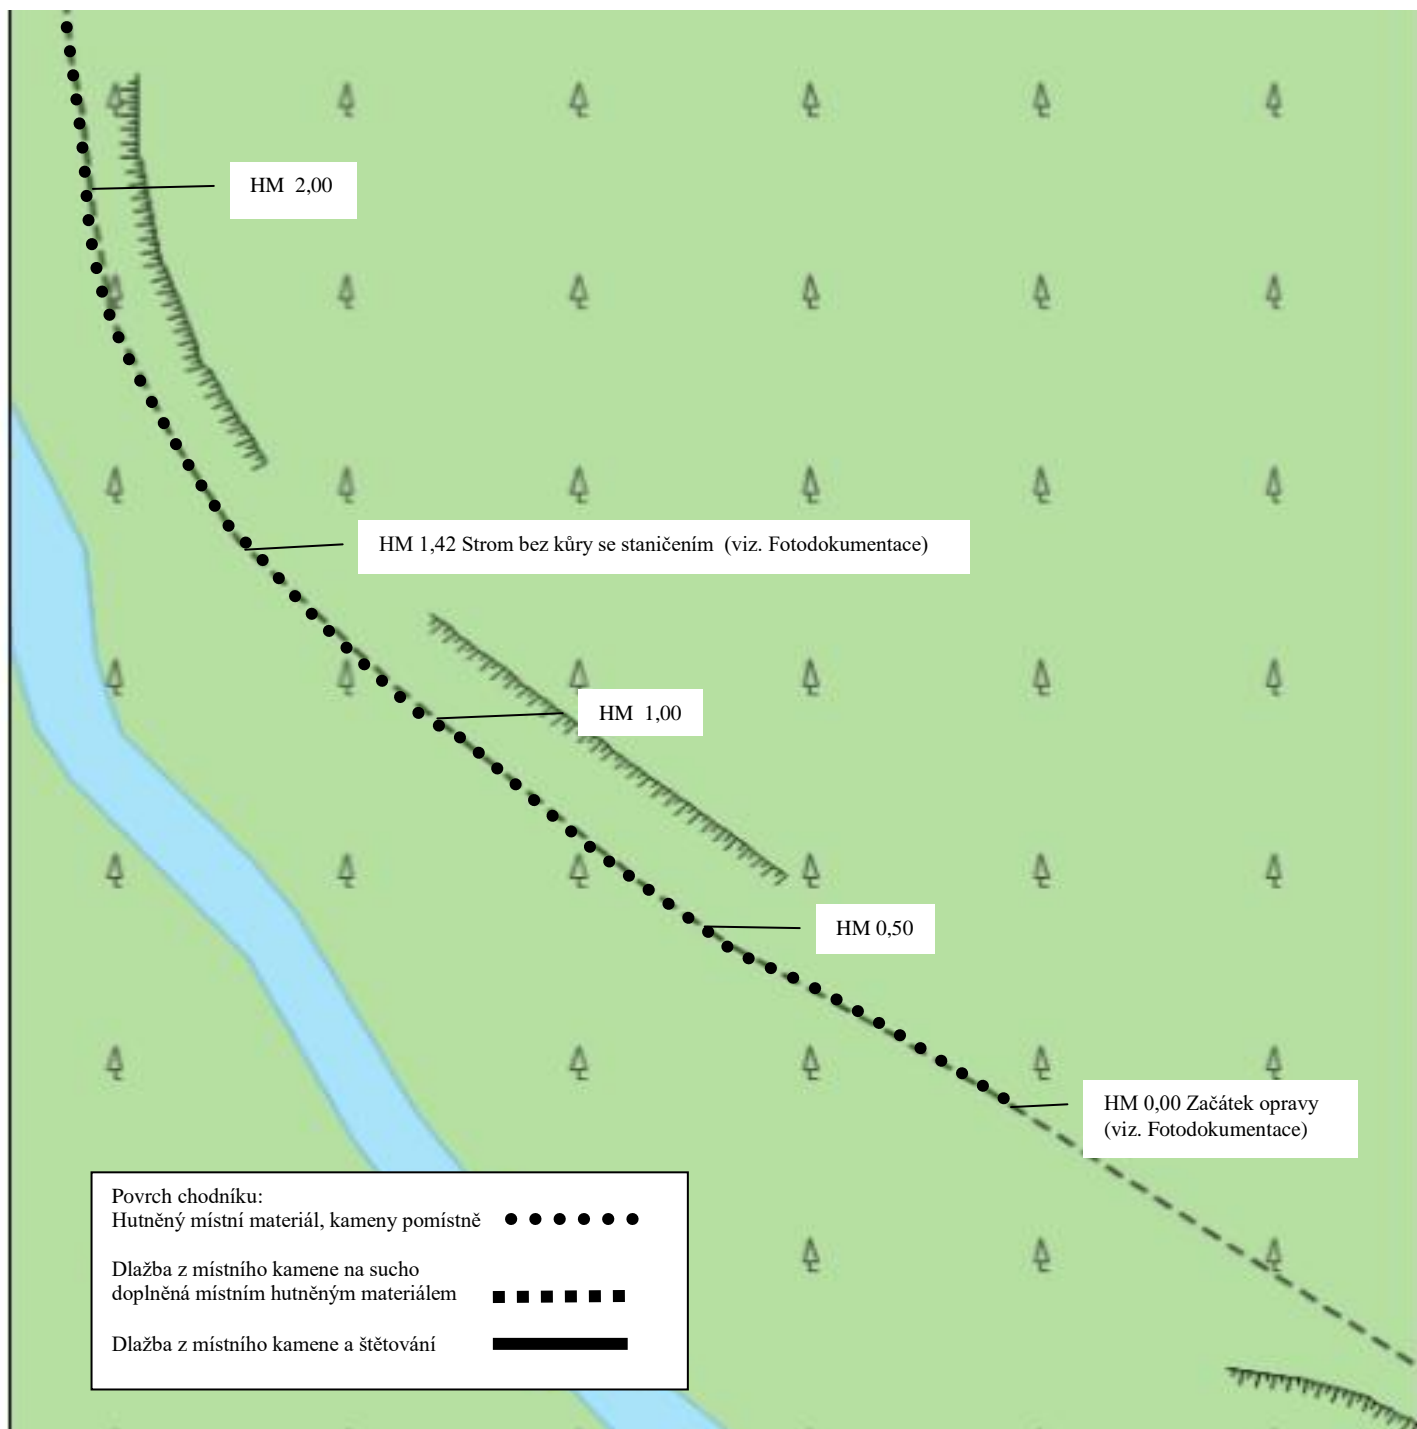 HM  2,00
HM 1,42 Strom bez kůry se staničením  (viz. Fotodokumentace)
HM  1,00
HM 0,50
HM 0,00 Začátek opravy
(viz. Fotodokumentace)
Povrch chodníku:
Hutněný místní materiál, kameny pomístně
Dlažba z místního kamene na sucho
doplněná místním hutněným materiálem
Dlažba z místního kamene a štětování